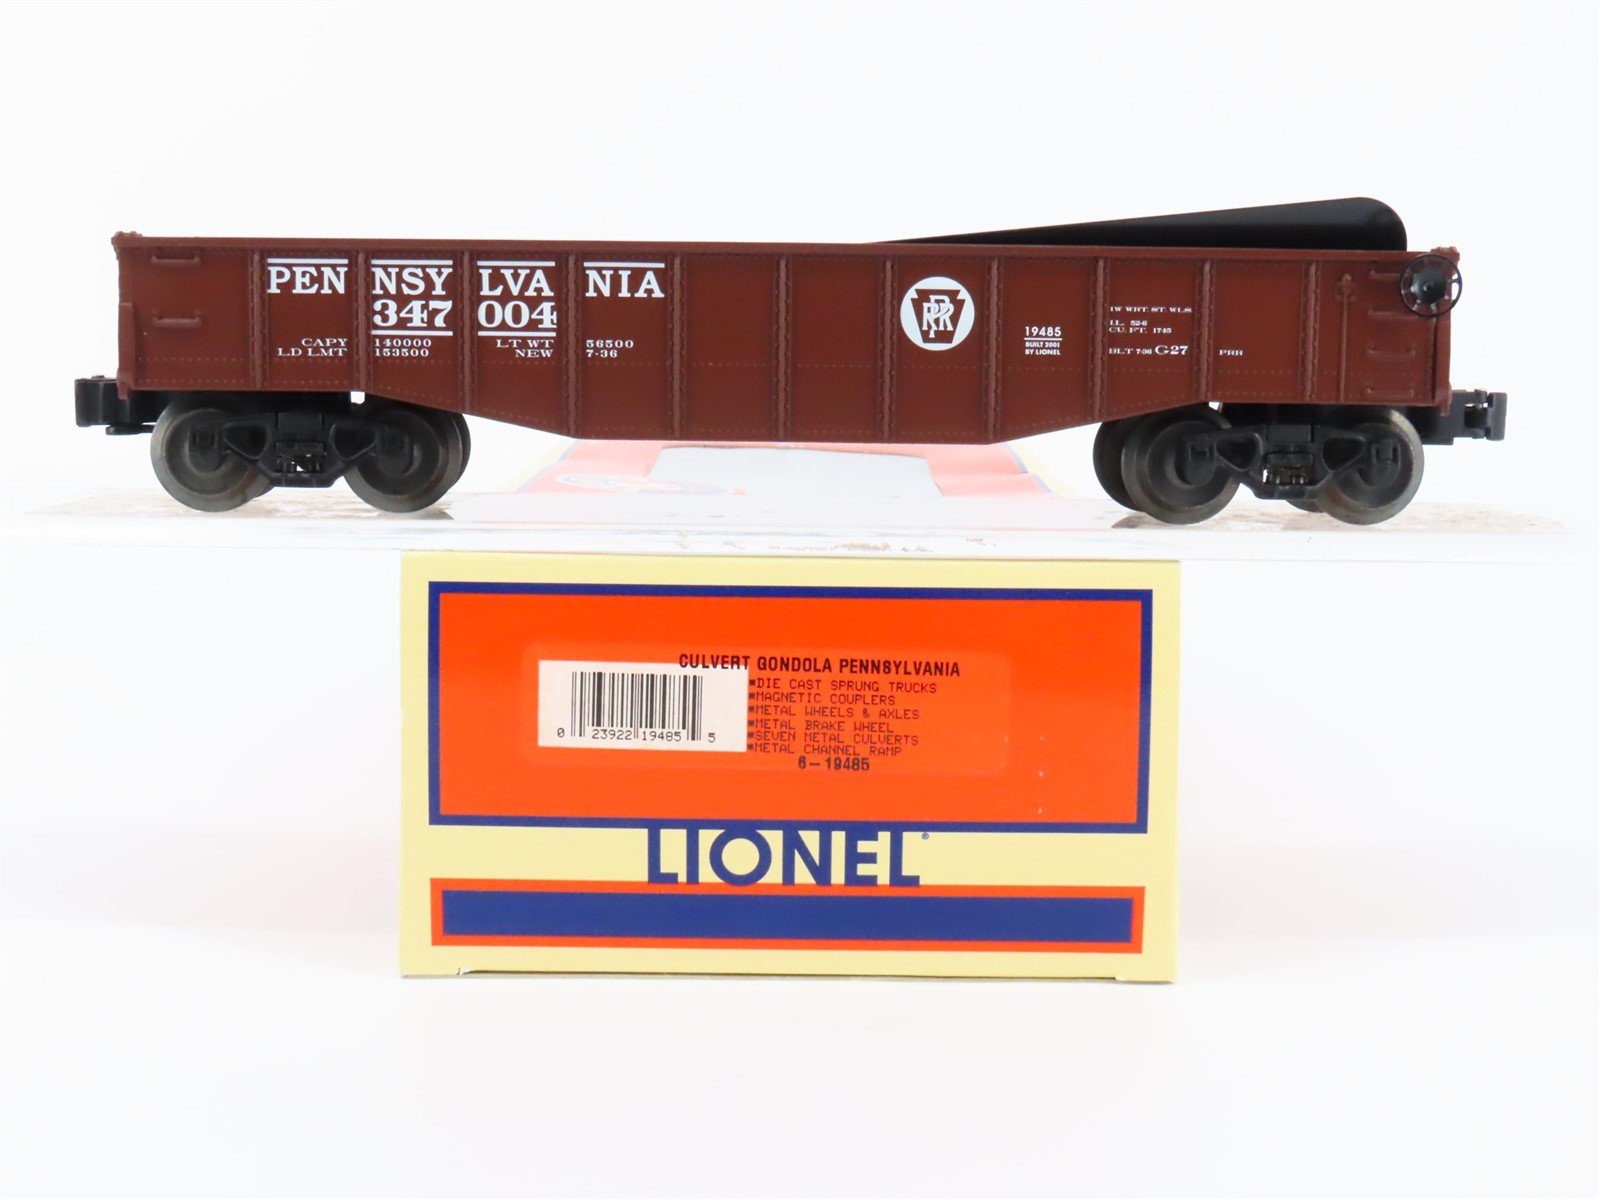 PENNSYLVANIA
347004
CAPY 140000 LT WT 56500
LD LMT 153500 NEW 7-36
PRR
19485
BUILT 2001
BY LIONEL
1W WRT. ST. WLS.
I.L. 52-6
CU. FT. 1745
BLT 7-36 G27 PRR
CULVERT GONDOLA PENNSYLVANIA
*DIE CAST SPRUNG TRUCKS
*MAGNETIC COUPLERS
*METAL WHEELS & AXLES
*METAL BRAKE WHEEL
*SEVEN METAL CULVERTS
*METAL CHANNEL RAMP
6-19485
0 23922 19485 5
LIONEL®